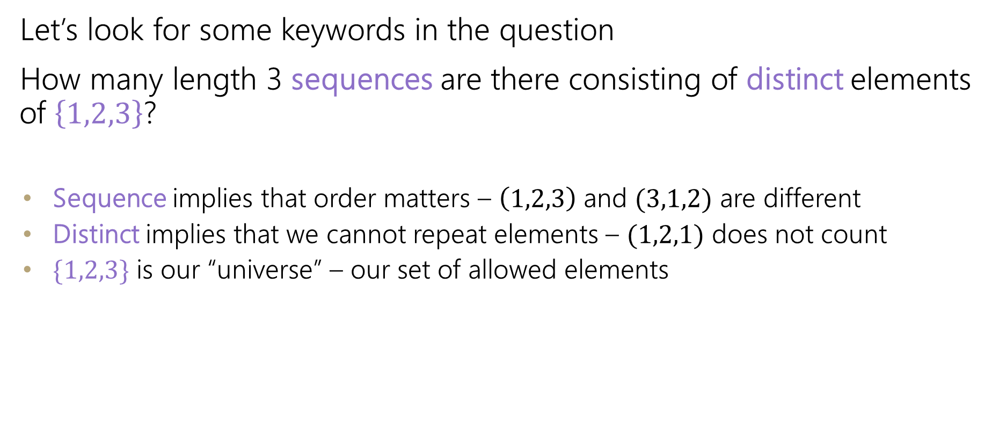 Let’s look for some keywords in the question
How many length 3 sequences are there consisting of distinct elements
of {1,2,3}?
• Sequence implies that order matters – (1,2,3) and (3,1,2) are different
• Distinct implies that we cannot repeat elements – (1,2,1) does not count
• {1,2,3} is our “universe” – our set of allowed elements